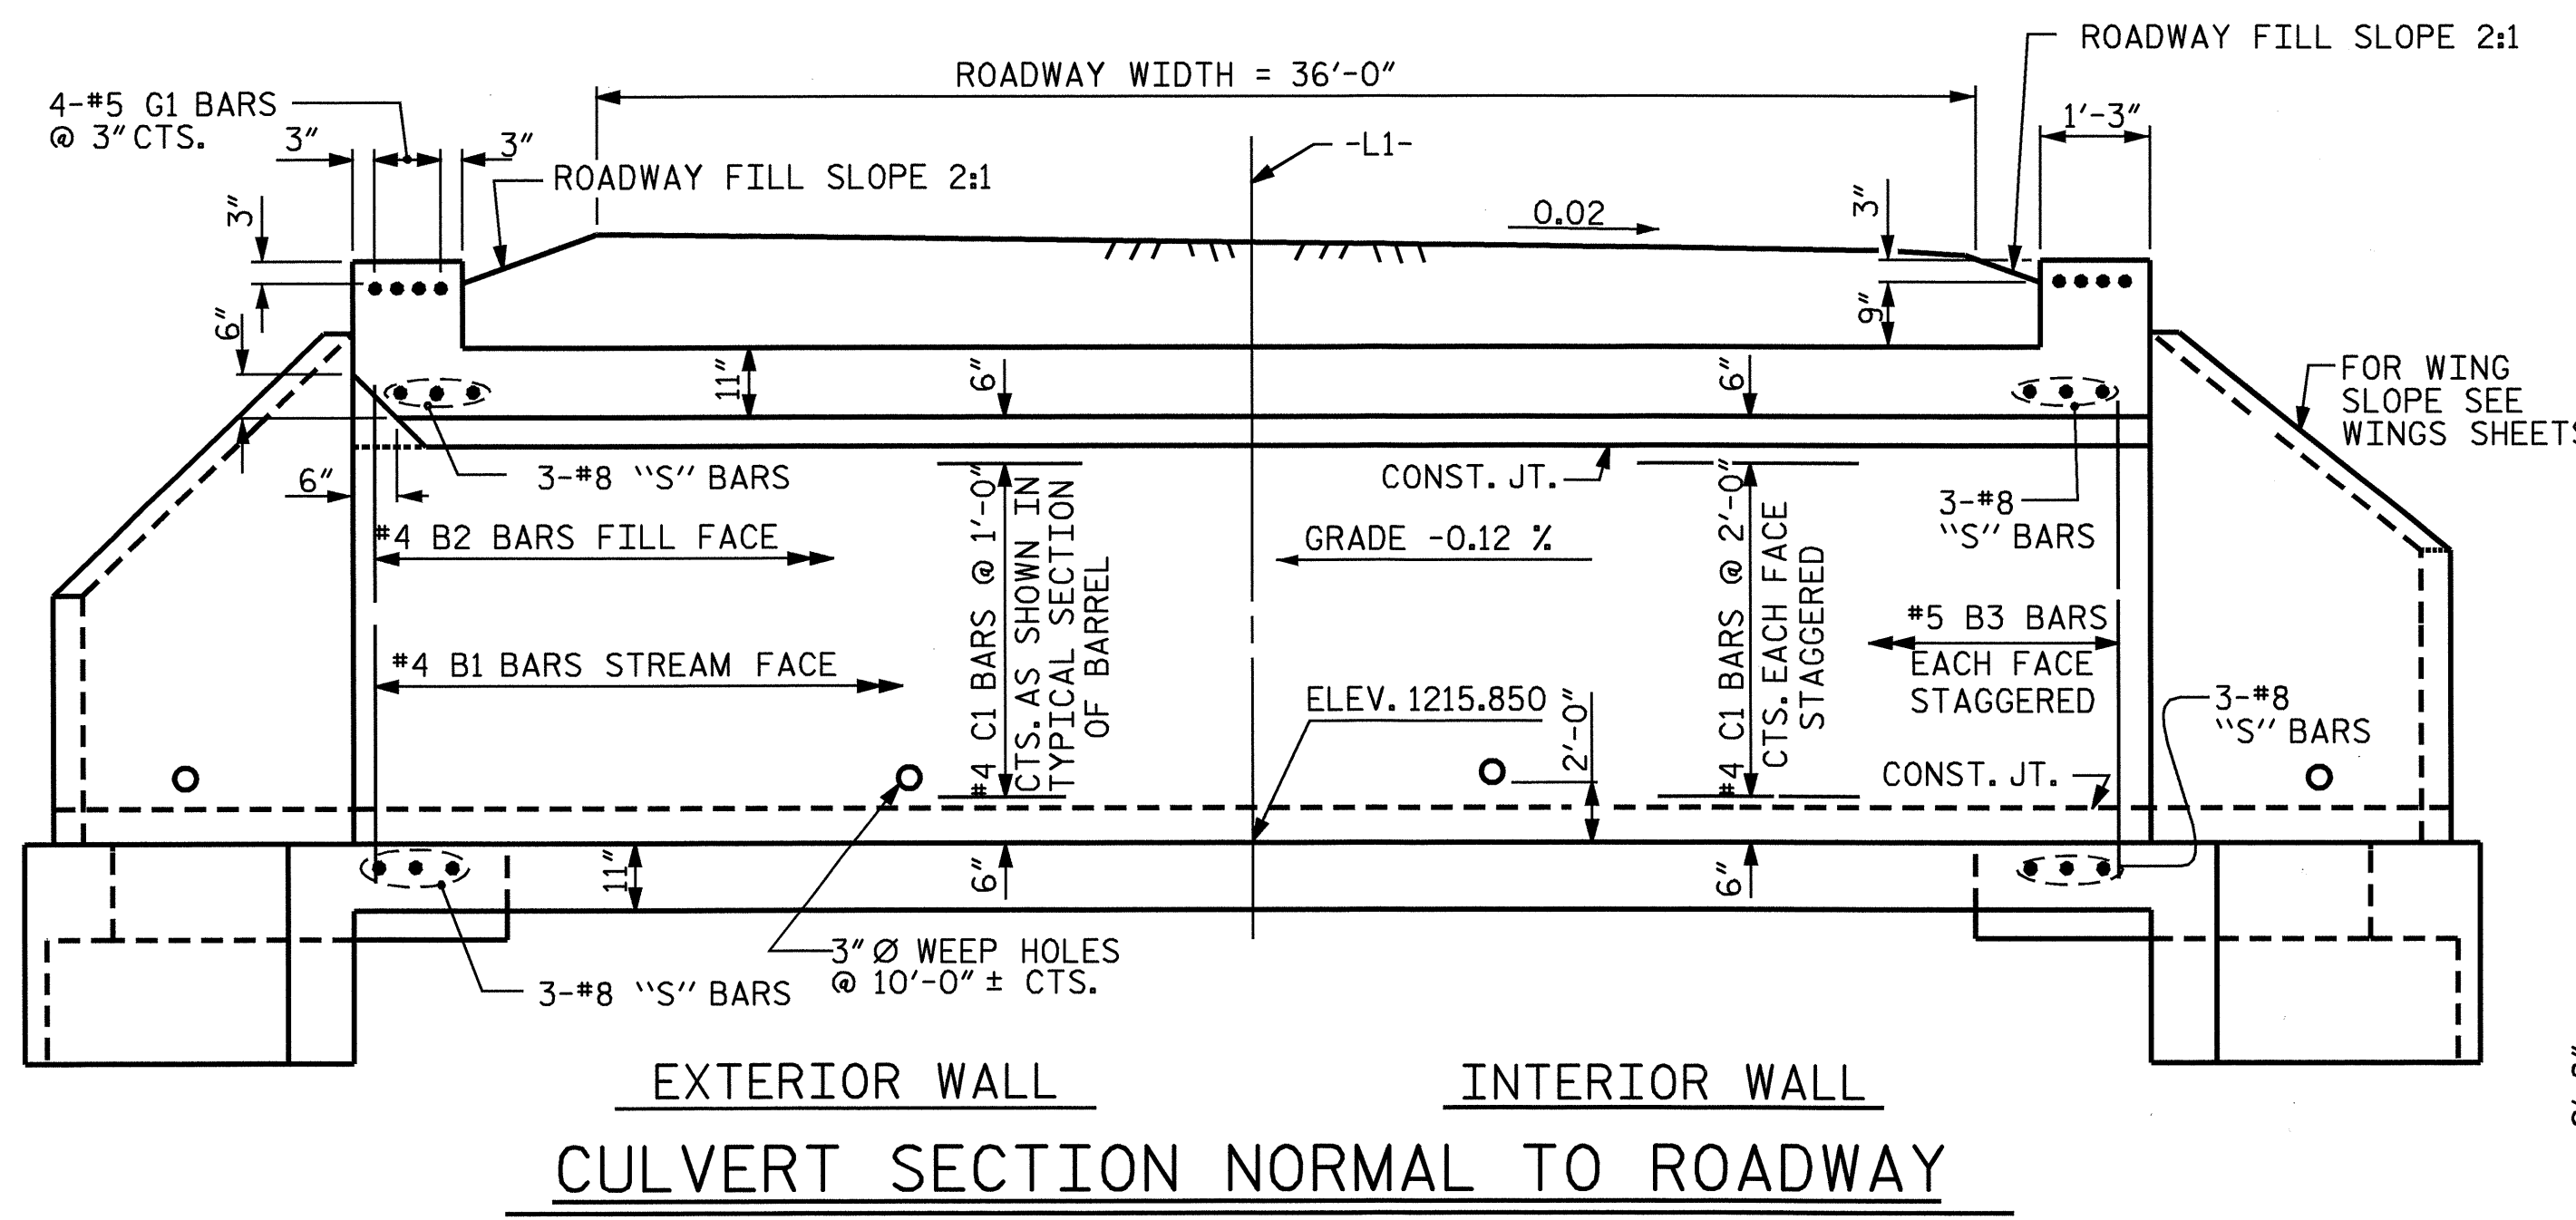 ROADWAY FILL SLOPE 2:1
ROADWAY WIDTH = 36'-0"
4-#5 G1 BARS
@ 3" CTS.
3"
3"
1'-3"
-L1-
ROADWAY FILL SLOPE 2:1
3"
0.02
3"
6"
9"
11"
6"
6"
FOR WING
SLOPE SEE
WINGS SHEETS
6"
3-#8 "S" BARS
CONST. JT.
3-#8
"S" BARS
#4 B2 BARS FILL FACE
#4 C1 BARS @ 1'-0"
CTS. AS SHOWN IN
TYPICAL SECTION
OF BARREL
GRADE -0.12 %
#4 C1 BARS @ 2'-0"
CTS. EACH FACE
STAGGERED
#5 B3 BARS
EACH FACE
STAGGERED
#4 B1 BARS STREAM FACE
ELEV. 1215.850
2'-0"
3-#8
"S" BARS
CONST. JT.
11"
6"
6"
3" Ø WEEP HOLES
@ 10'-0" ± CTS.
3-#8 "S" BARS
EXTERIOR WALL
INTERIOR WALL
CULVERT SECTION NORMAL TO ROADWAY